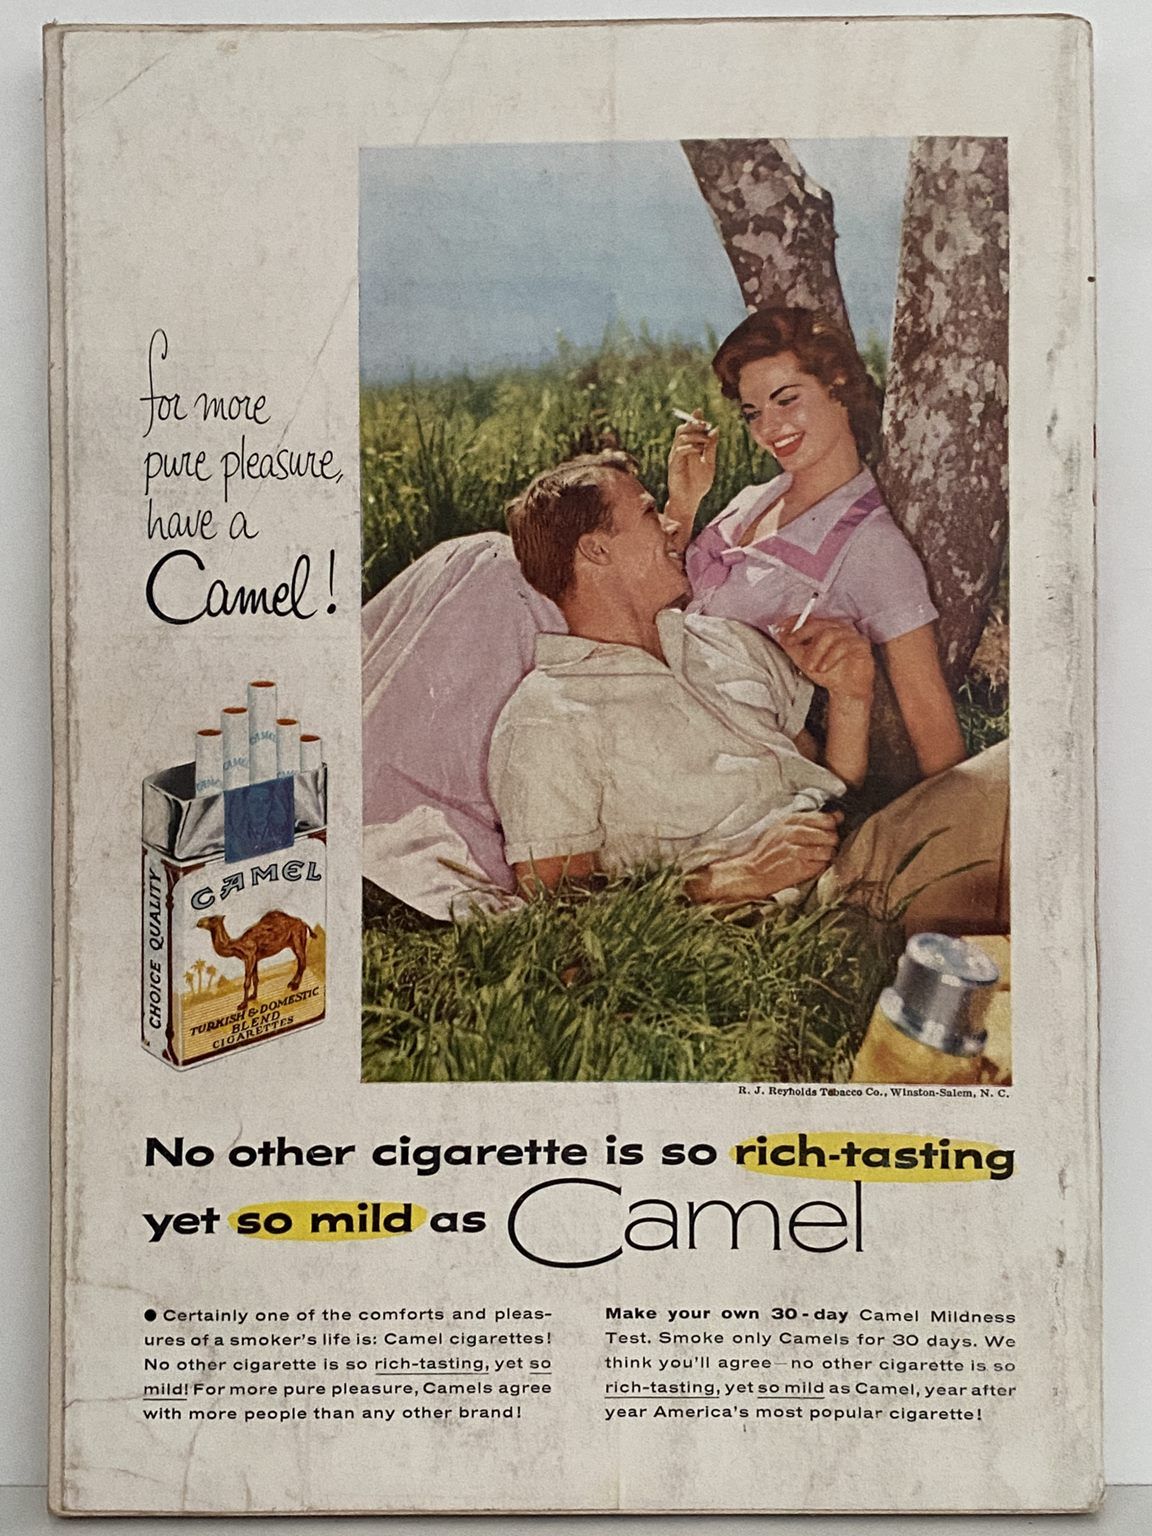 for more
pure pleasure,
have a
Camel!
CAMEL
CAMEL
CAMEL
CAMEL
CAMEL
CHOICE QUALITY
TURKISH & DOMESTIC
BLEND
CIGARETTES
R. J. Reynolds Tobacco Co., Winston-Salem, N. C.
No other cigarette is so rich-tasting
yet so mild as Camel
● Certainly one of the comforts and pleas-
ures of a smoker's life is: Camel cigarettes!
No other cigarette is so rich-tasting, yet so
mild! For more pure pleasure, Camels agree
with more people than any other brand!
Make your own 30-day Camel Mildness
Test. Smoke only Camels for 30 days. We
think you'll agree—no other cigarette is so
rich-tasting, yet so mild as Camel, year after
year America's most popular cigarette!